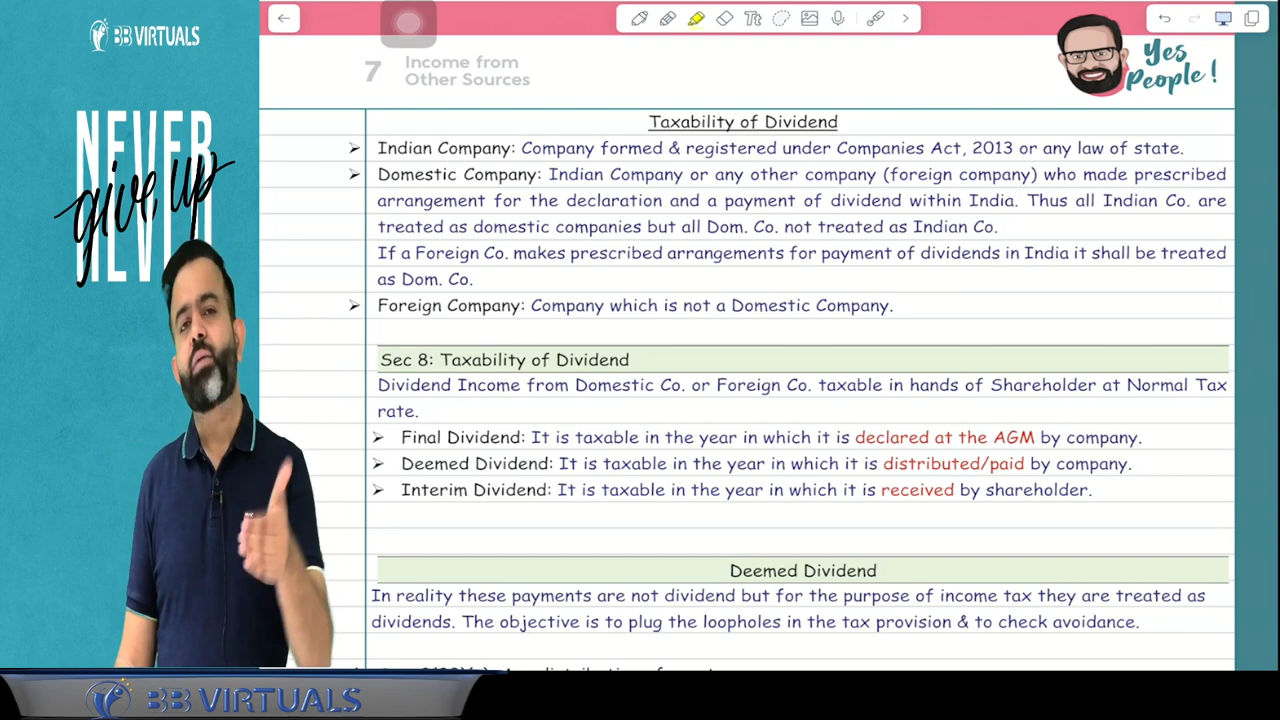 BB VIRTUALS
NEVER
give up
NEVER
7
Income from
Other Sources
Tt
Yes
People !
Taxability of Dividend
➢ Indian Company: Company formed & registered under Companies Act, 2013 or any law of state.
➢ Domestic Company: Indian Company or any other company (foreign company) who made prescribed
arrangement for the declaration and a payment of dividend within India. Thus all Indian Co. are
treated as domestic companies but all Dom. Co. not treated as Indian Co.
If a Foreign Co. makes prescribed arrangements for payment of dividends in India it shall be treated
as Dom. Co.
➢ Foreign Company: Company which is not a Domestic Company.
Sec 8: Taxability of Dividend
Dividend Income from Domestic Co. or Foreign Co. taxable in hands of Shareholder at Normal Tax
rate.
➢ Final Dividend: It is taxable in the year in which it is declared at the AGM by company.
➢ Deemed Dividend: It is taxable in the year in which it is distributed/paid by company.
➢ Interim Dividend: It is taxable in the year in which it is received by shareholder.
Deemed Dividend
In reality these payments are not dividend but for the purpose of income tax they are treated as
dividends. The objective is to plug the loopholes in the tax provision & to check avoidance.
BB VIRTUALS